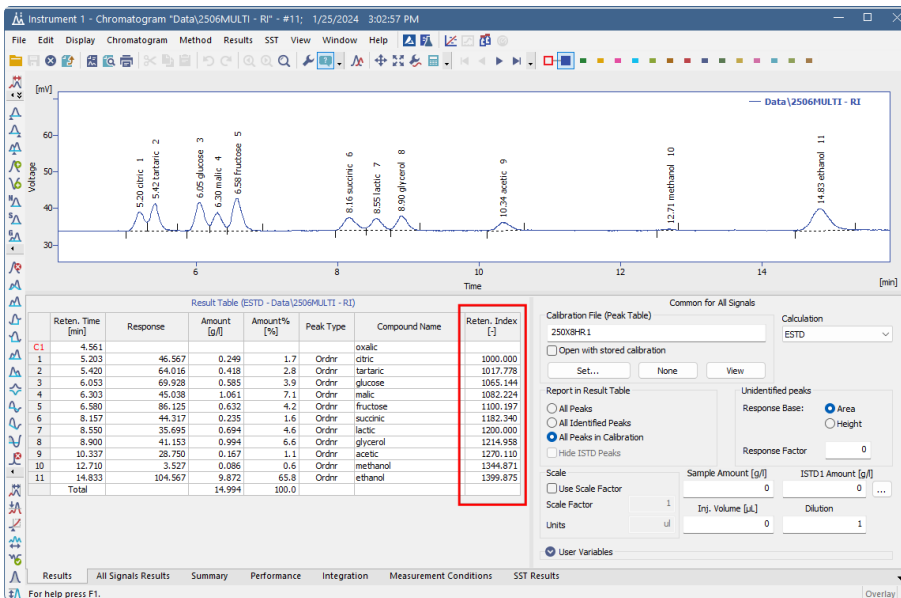 Instrument 1 - Chromatogram "Data\2506MULTI - RI" - #11; 1/25/2024 3:02:57 PM
File Edit Display Chromatogram Method Results SST View Window Help
[mV]
Data\2506MULTI - RI
60
50
40
30
Voltage
5.20 citric 1
5.42 tartaric 2
6.05 glucose 3
6.30 malic 4
6.58 fructose 5
8.16 succinic 6
8.55 lactic 7
8.90 glycerol 8
10.34 acetic 9
12.71 methanol 10
14.83 ethanol 11
6 8 10 12 14
Time
[min]
Result Table (ESTD - Data\2506MULTI - RI)
Reten. Time [min] Response Amount [g/l] Amount% [%] Peak Type Compound Name Reten. Index [-]
C1 4.561 oxalic
1 5.203 46.567 0.249 1.7 Ordnr citric 1000.000
2 5.420 64.016 0.418 2.8 Ordnr tartaric 1017.778
3 6.053 69.928 0.585 3.9 Ordnr glucose 1065.144
4 6.303 45.038 1.061 7.1 Ordnr malic 1082.224
5 6.580 86.125 0.632 4.2 Ordnr fructose 1100.197
6 8.157 44.317 0.235 1.6 Ordnr succinic 1182.340
7 8.550 35.695 0.694 4.6 Ordnr lactic 1200.000
8 8.900 41.153 0.994 6.6 Ordnr glycerol 1214.958
9 10.337 28.750 0.167 1.1 Ordnr acetic 1270.110
10 12.710 3.527 0.086 0.6 Ordnr methanol 1344.871
11 14.833 104.567 9.872 65.8 Ordnr ethanol 1399.875
Total 14.994 100.0
Common for All Signals
Calibration File (Peak Table)
250X8HR1
Calculation
ESTD
Open with stored calibration
Set... None View
Report in Result Table
All Peaks
All Identified Peaks
All Peaks in Calibration
Hide ISTD Peaks
Unidentified peaks
Response Base: Area
Height
Response Factor 0
Scale
Use Scale Factor
Scale Factor 1
Units ul
Sample Amount [g/l]
0
ISTD1 Amount [g/l]
0 ...
Inj. Volume [µL]
0
Dilution
1
User Variables
Results All Signals Results Summary Performance Integration Measurement Conditions SST Results
For help press F1.
Overlay